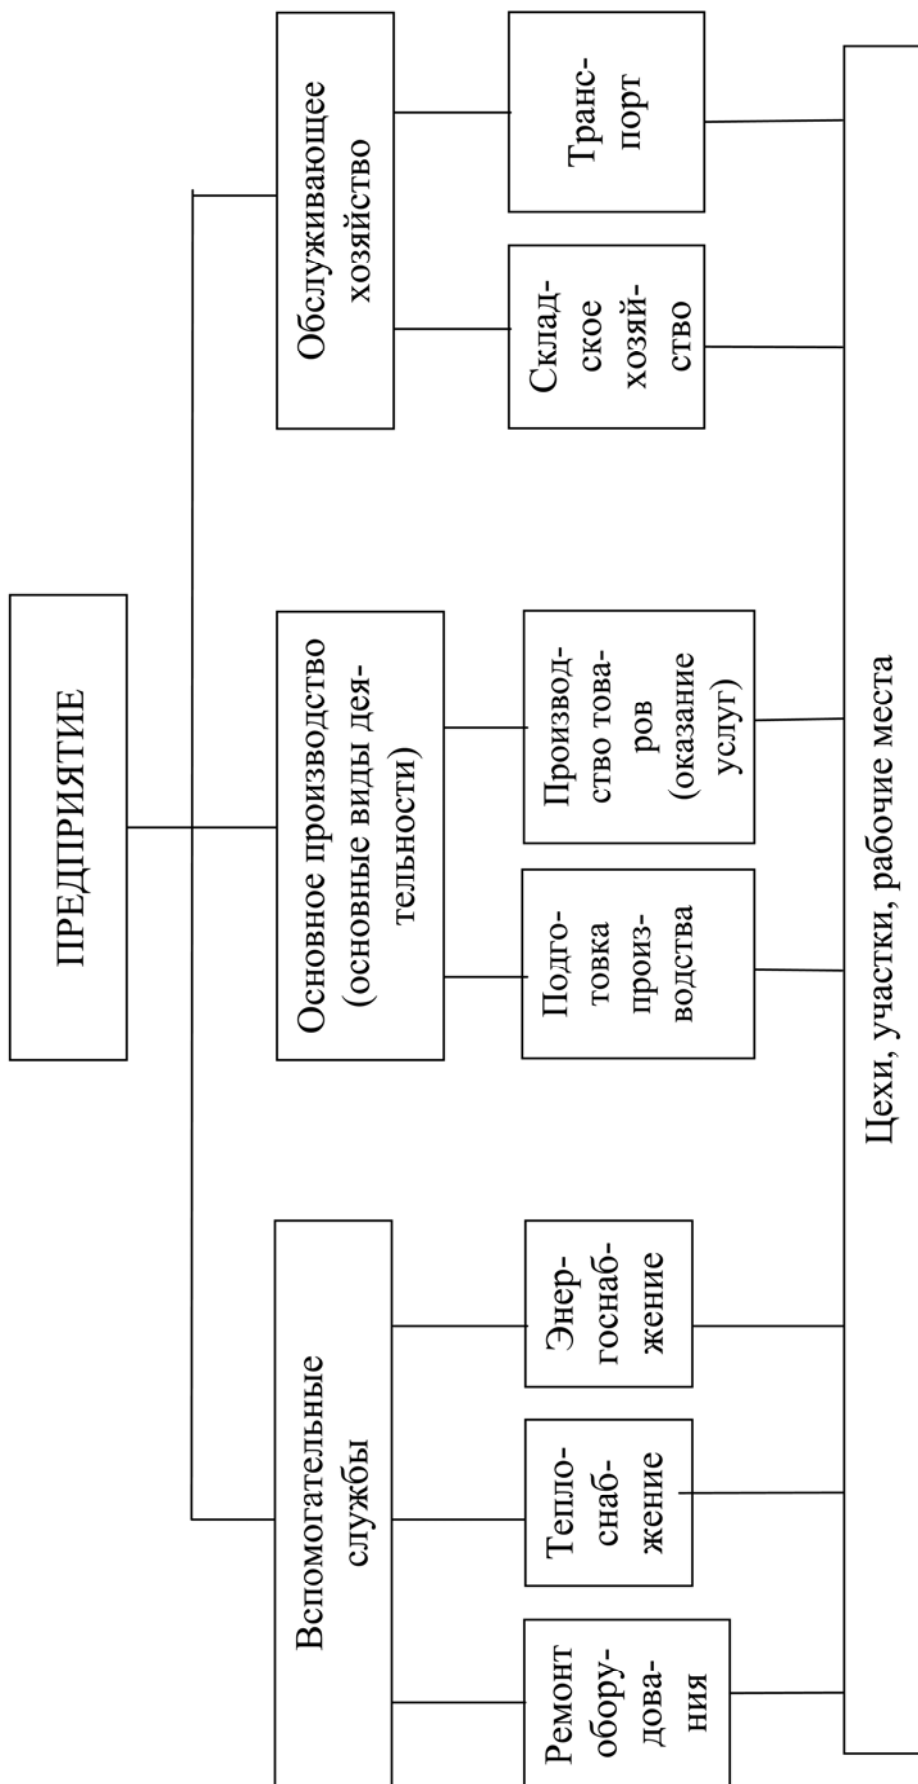 ПРЕДПРИЯТИЕ
Вспомогательные
службы
Основное производство
(основные виды дея-
тельности)
Обслуживающее
хозяйство
Ремонт
обору-
дова-
ния
Тепло-
снаб-
жение
Энер-
госнаб-
жение
Подго-
товка
произ-
водства
Производ-
ство това-
ров
(оказание
услуг)
Склад-
ское
хозяй-
ство
Транс-
порт
Цехи, участки, рабочие места